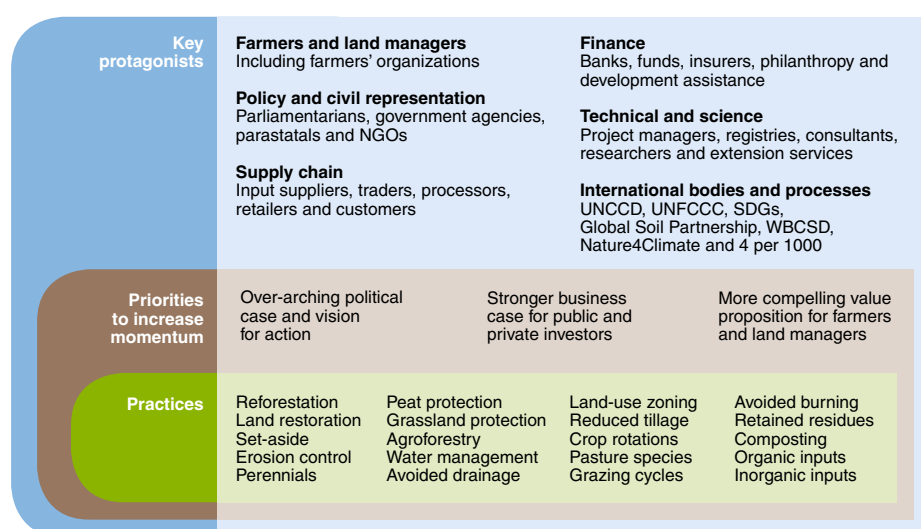 Key
protagonists
Farmers and land managers
Including farmers' organizations
Policy and civil representation
Parliamentarians, government agencies,
parastatals and NGOs
Supply chain
Input suppliers, traders, processors,
retailers and customers
Finance
Banks, funds, insurers, philanthropy and
development assistance
Technical and science
Project managers, registries, consultants,
researchers and extension services
International bodies and processes
UNCCD, UNFCCC, SDGs,
Global Soil Partnership, WBCSD,
Nature4Climate and 4 per 1000
Priorities
to increase
momentum
Over-arching political
case and vision
for action
Stronger business
case for public and
private investors
More compelling value
proposition for farmers
and land managers
Practices
Reforestation
Land restoration
Set-aside
Erosion control
Perennials
Peat protection
Grassland protection
Agroforestry
Water management
Avoided drainage
Land-use zoning
Reduced tillage
Crop rotations
Pasture species
Grazing cycles
Avoided burning
Retained residues
Composting
Organic inputs
Inorganic inputs